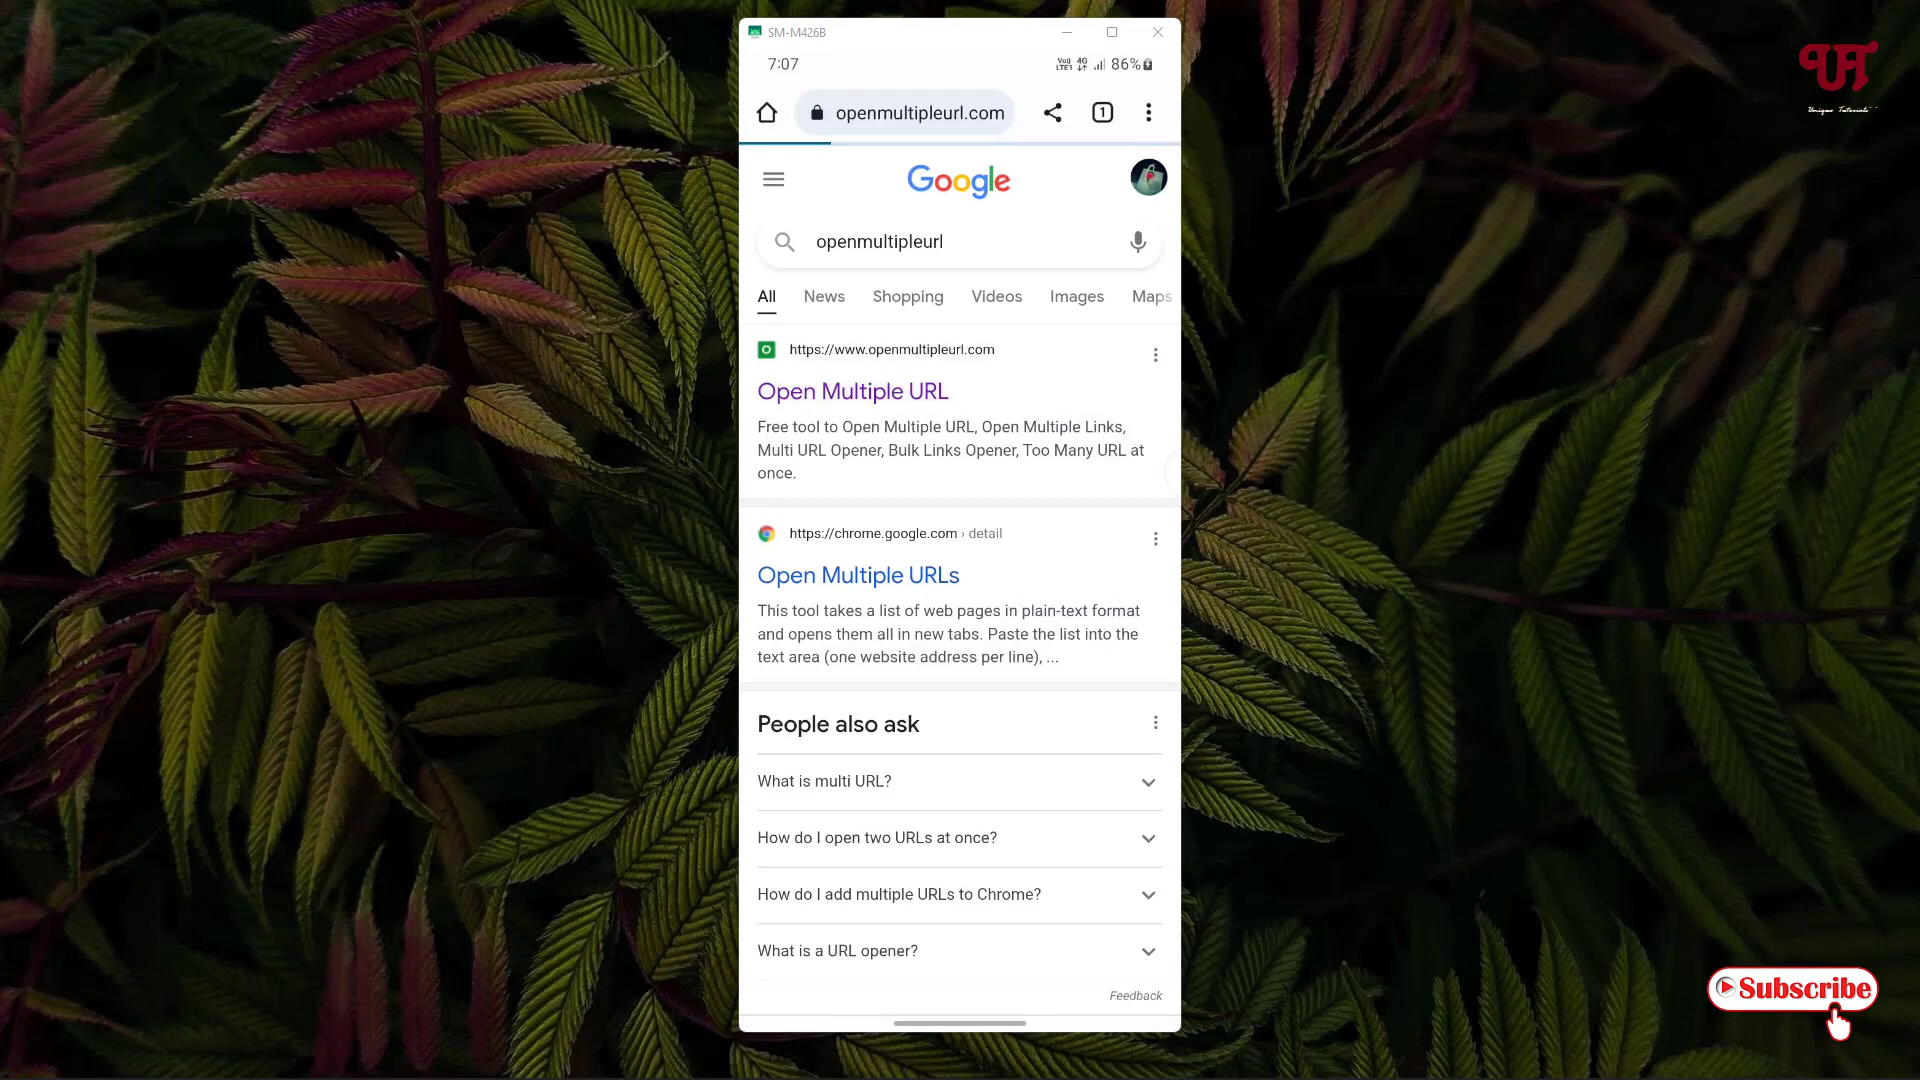 SM-M426B
7:07
86%
openmultipleurl.com
1
Google
openmultipleurl
All News Shopping Videos Images Maps
https://www.openmultipleurl.com
Open Multiple URL
Free tool to Open Multiple URL, Open Multiple Links,
Multi URL Opener, Bulk Links Opener, Too Many URL at
once.
https://chrome.google.com › detail
Open Multiple URLs
This tool takes a list of web pages in plain-text format
and opens them all in new tabs. Paste the list into the
text area (one website address per line), ...
People also ask
What is multi URL?
How do I open two URLs at once?
How do I add multiple URLs to Chrome?
What is a URL opener?
Feedback
UT
Unique Tutorials
Subscribe